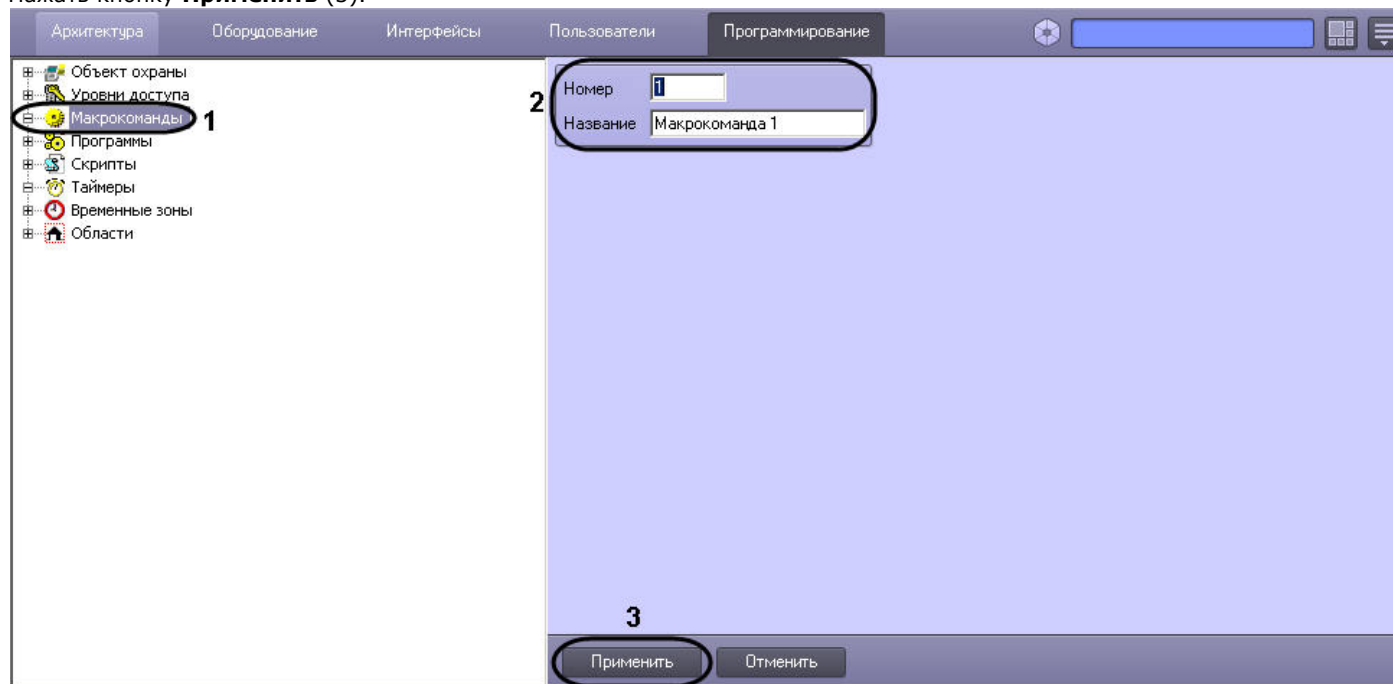 нажать кнопку Применить (3).
Архитектура Оборудование Интерфейсы Пользователи Программирование
Объект охраны
Уровни доступа
Макрокоманды 1
Программы
Скрипты
Таймеры
Временные зоны
Области
2
Номер 1
Название Макрокоманда 1
3
Применить Отменить